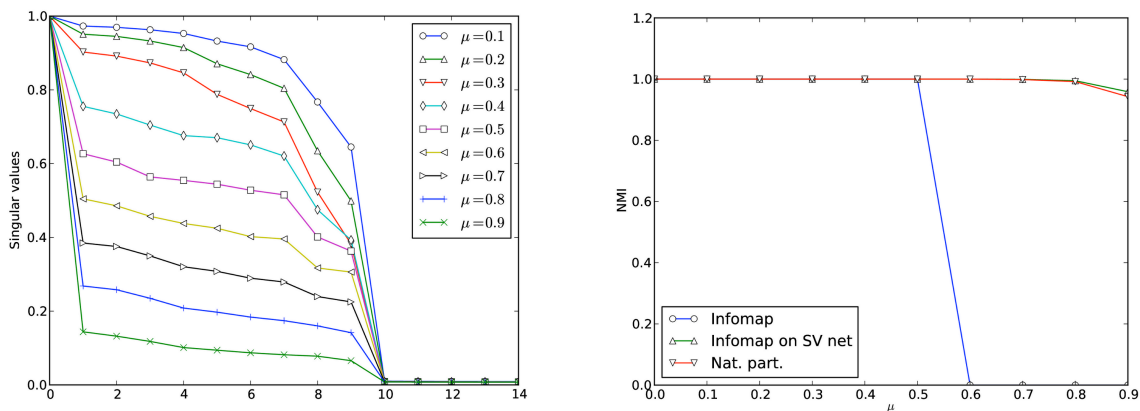 1.0
0.8
0.6
0.4
0.2
0.0
Singular values
0 2 4 6 8 10 12 14
μ=0.1
μ=0.2
μ=0.3
μ=0.4
μ=0.5
μ=0.6
μ=0.7
μ=0.8
μ=0.9
1.2
1.0
0.8
0.6
0.4
0.2
0.0
NMI
0.0 0.1 0.2 0.3 0.4 0.5 0.6 0.7 0.8 0.9
μ
Infomap
Infomap on SV net
Nat. part.